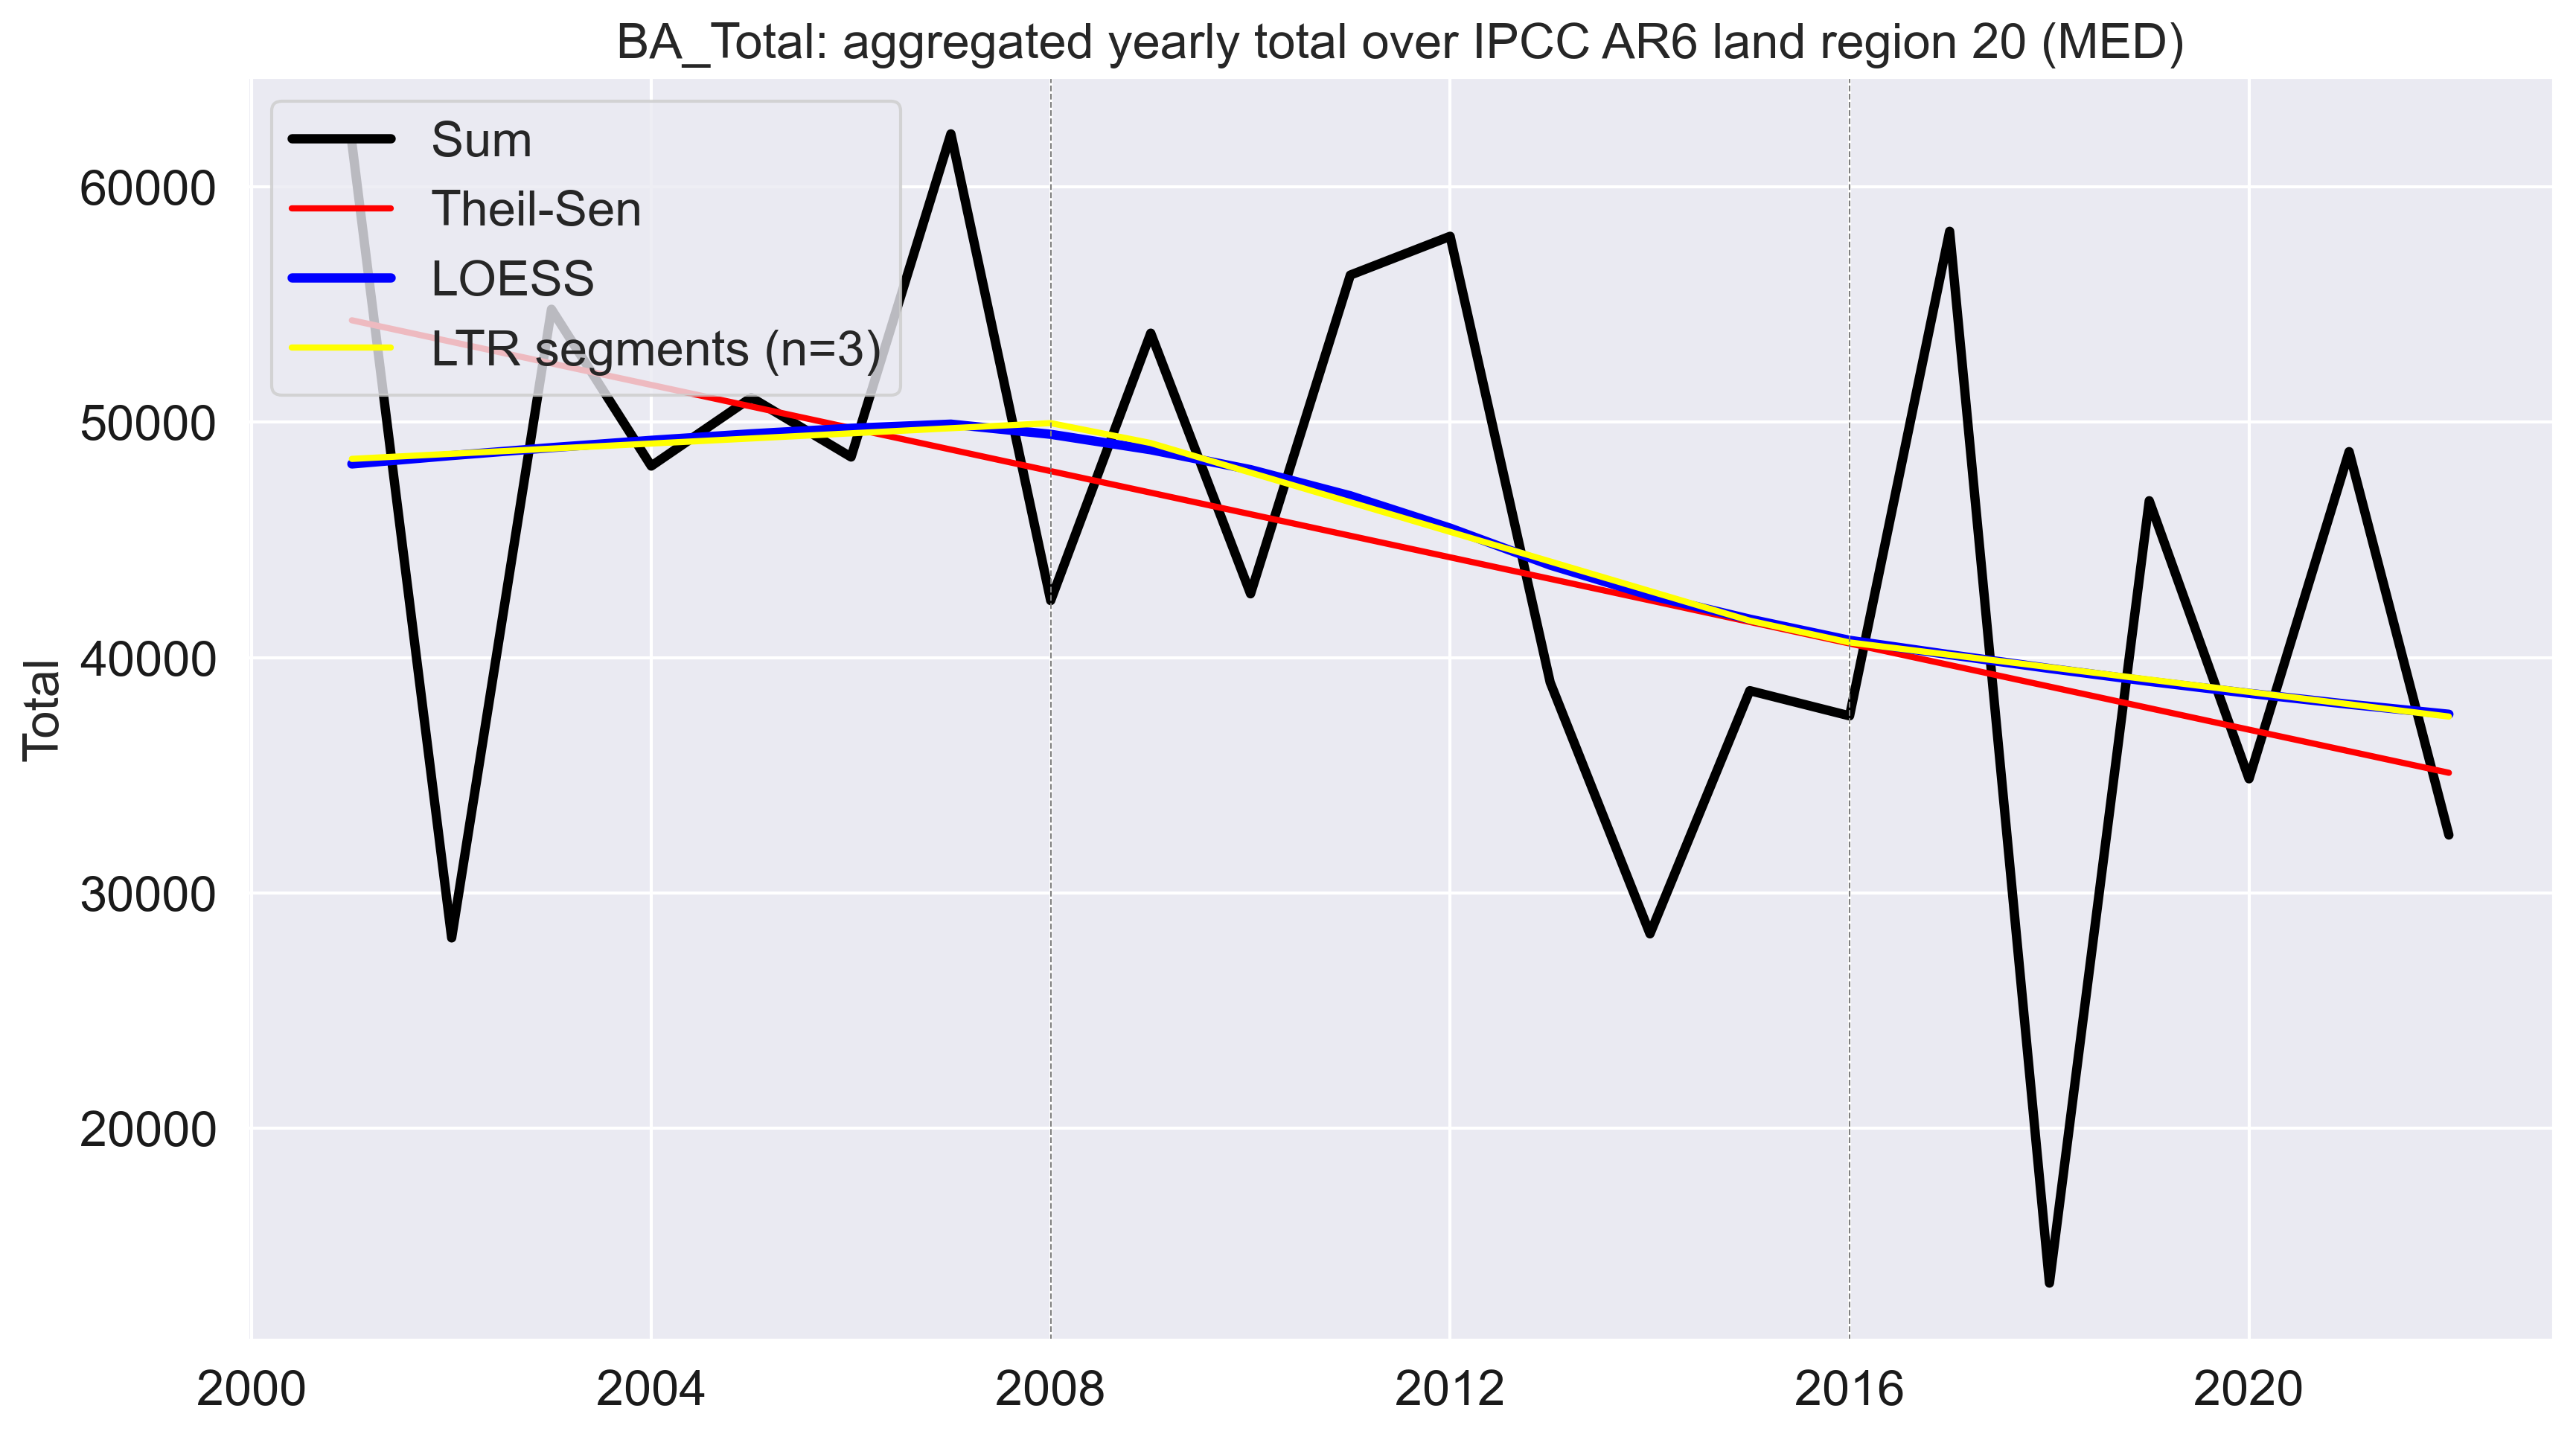 BA_Total: aggregated yearly total over IPCC AR6 land region 20 (MED)
Sum
Theil-Sen
LOESS
LTR segments (n=3)
Total
60000
50000
40000
30000
20000
2000 2004 2008 2012 2016 2020